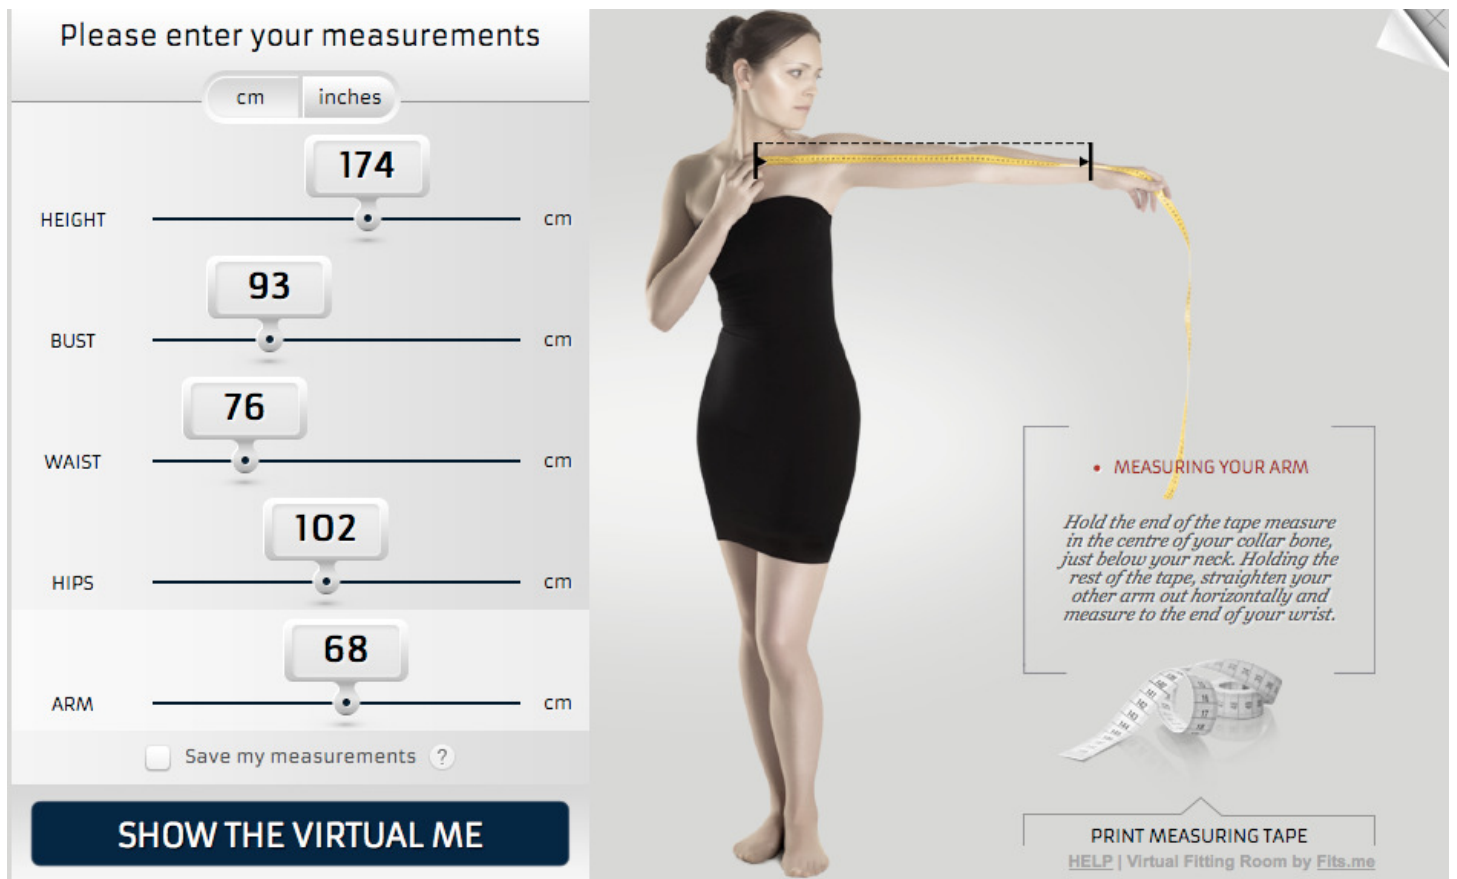 Please enter your measurements
cm inches
174
HEIGHT cm
93
BUST cm
76
WAIST cm
102
HIPS cm
68
ARM cm
Save my measurements ?
SHOW THE VIRTUAL ME
• MEASURING YOUR ARM
Hold the end of the tape measure
in the centre of your collar bone,
just below your neck. Holding the
rest of the tape, straighten your
other arm out horizontally and
measure to the end of your wrist.
PRINT MEASURING TAPE
HELP | Virtual Fitting Room by Fits.me